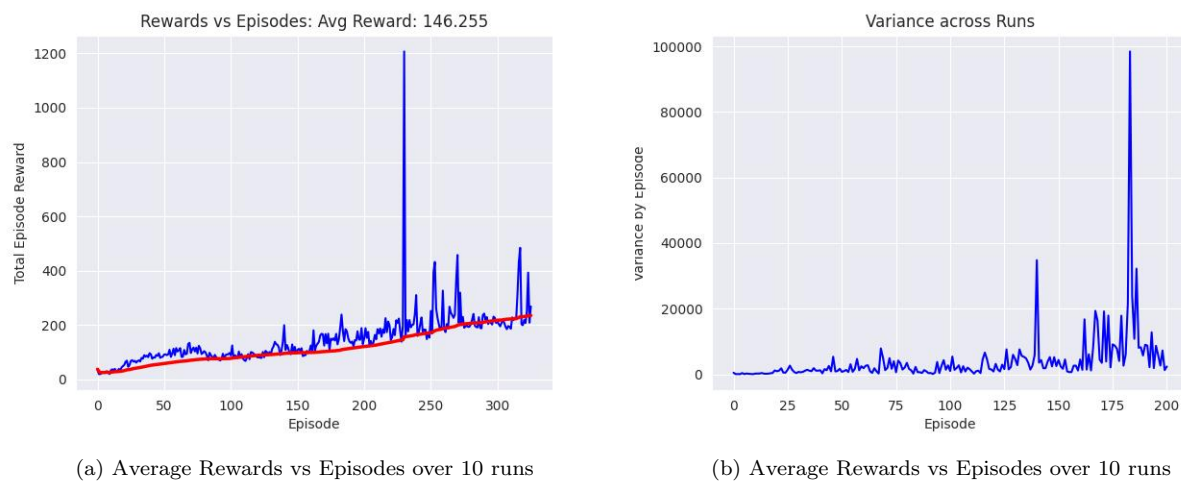 Rewards vs Episodes: Avg Reward: 146.255
1200
1000
800
600
400
200
0
Total Episode Reward
0 50 100 150 200 250 300
Episode
(a) Average Rewards vs Episodes over 10 runs
Variance across Runs
100000
80000
60000
40000
20000
0
variance by Episode
0 25 50 75 100 125 150 175 200
Episode
(b) Average Rewards vs Episodes over 10 runs